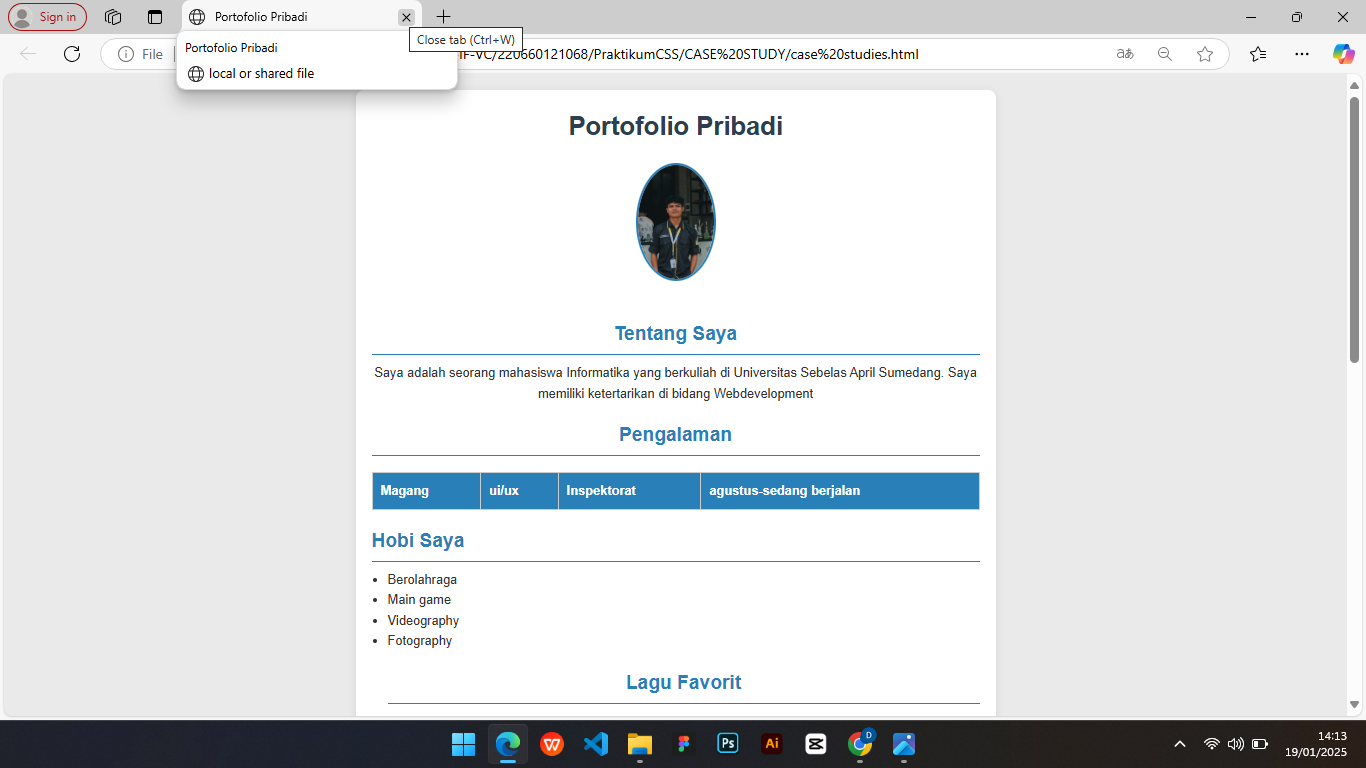 Sign in
Portofolio Pribadi
Close tab (Ctrl+W)
Portofolio Pribadi
local or shared file
File
IF-VC/220660121068/PraktikumCSS/CASE%20STUDY/case%20studies.html
Portofolio Pribadi
Tentang Saya
Saya adalah seorang mahasiswa Informatika yang berkuliah di Universitas Sebelas April Sumedang. Saya
memiliki ketertarikan di bidang Webdevelopment
Pengalaman
Magang ui/ux Inspektorat agustus-sedang berjalan
Hobi Saya
• Berolahraga
• Main game
• Videography
• Fotography
Lagu Favorit
Ps
Ai
D
14:13
19/01/2025